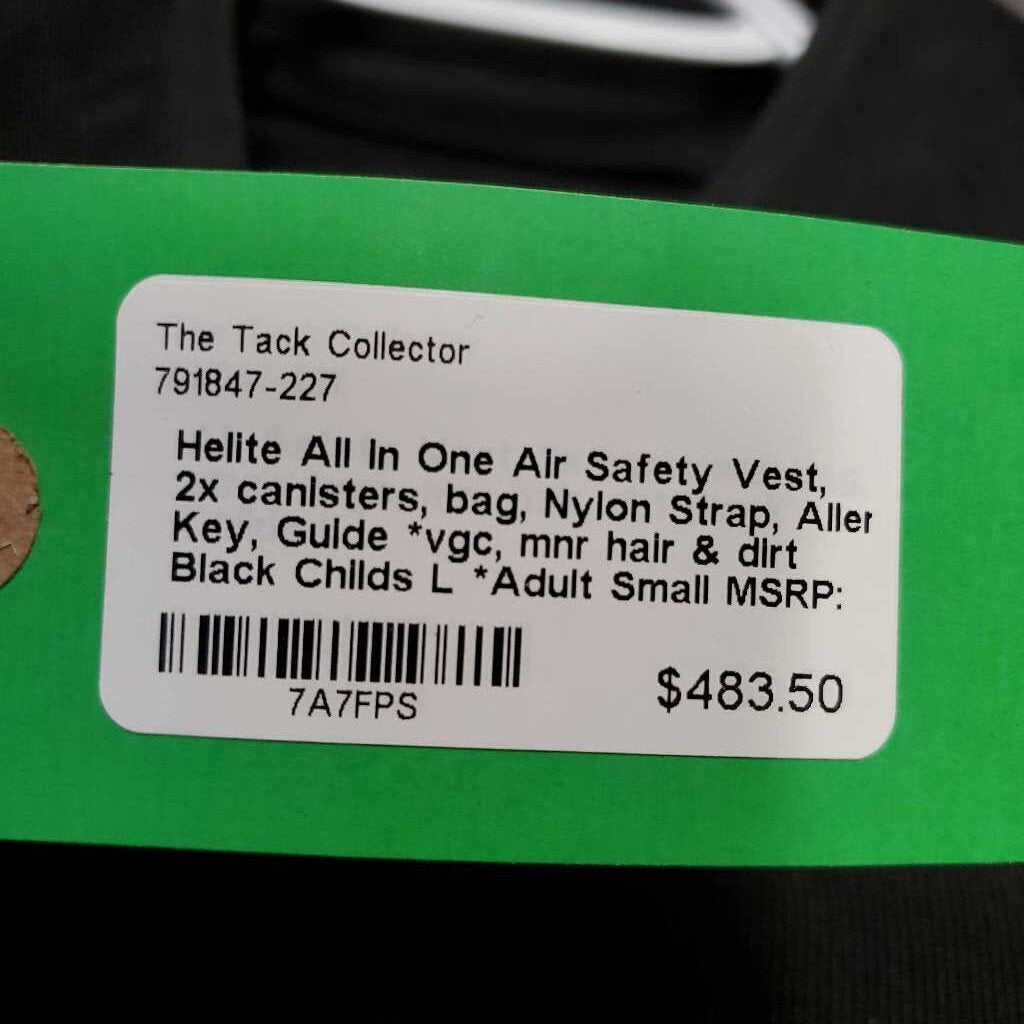 The Tack Collector
791847-227
Helite All In One Air Safety Vest,
2x canisters, bag, Nylon Strap, Aller
Key, Guide *vgc, mnr hair & dirt
Black Childs L *Adult Small MSRP:
7A7FPS
$483.50